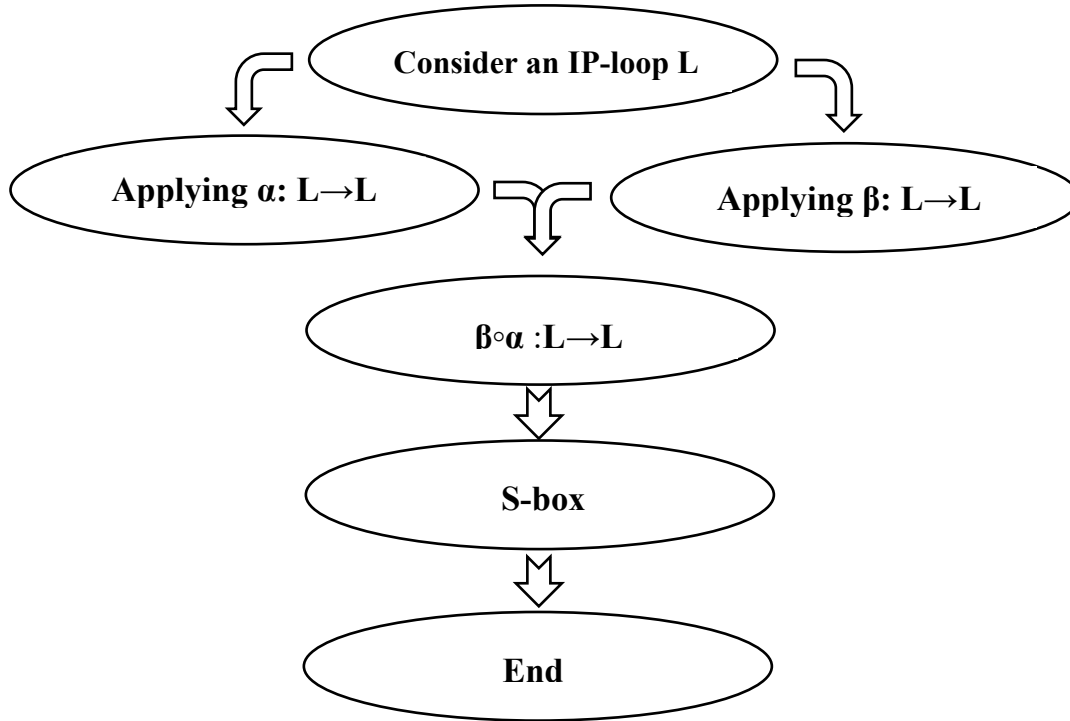 Consider an IP-loop L
Applying α: L→L
Applying β: L→L
β∘α :L→L
S-box
End